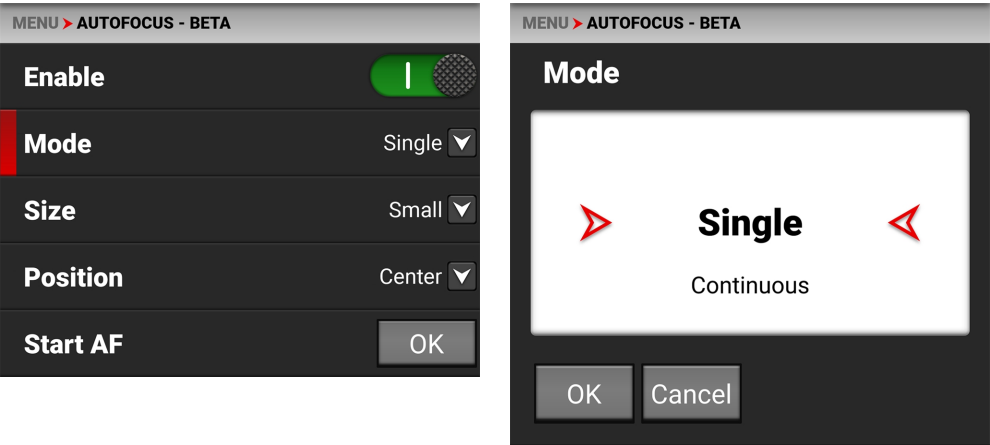 MENU > AUTOFOCUS - BETA
Enable
Mode Single
Size Small
Position Center
Start AF OK
MENU > AUTOFOCUS - BETA
Mode
Single
Continuous
OK Cancel